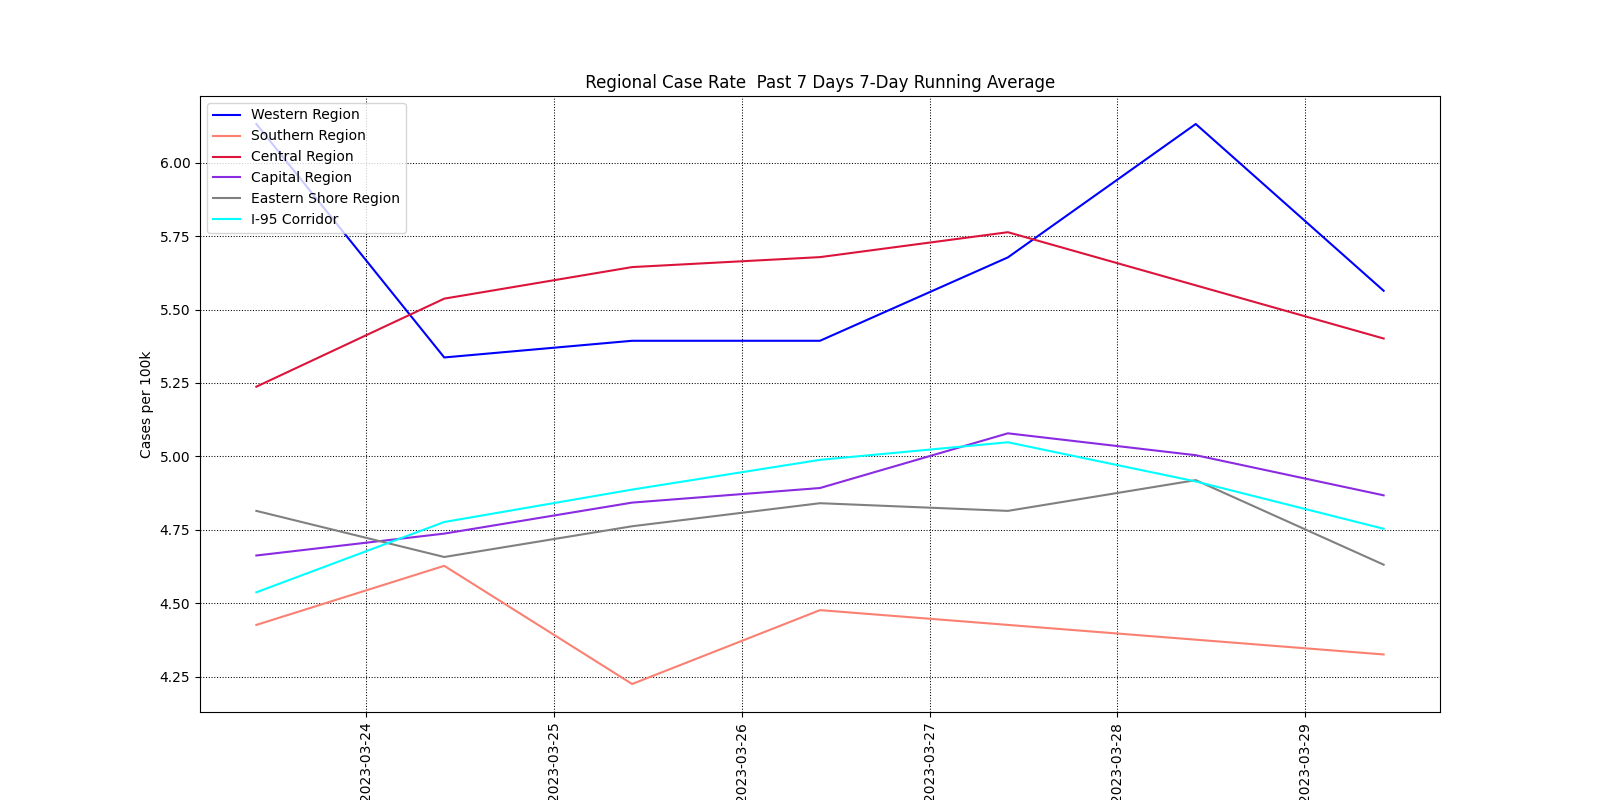 Regional Case Rate  Past 7 Days 7-Day Running Average
Western Region
Southern Region
Central Region
Capital Region
Eastern Shore Region
I-95 Corridor
Cases per 100k
6.00
5.75
5.50
5.25
5.00
4.75
4.50
4.25
2023-03-24
2023-03-25
2023-03-26
2023-03-27
2023-03-28
2023-03-29